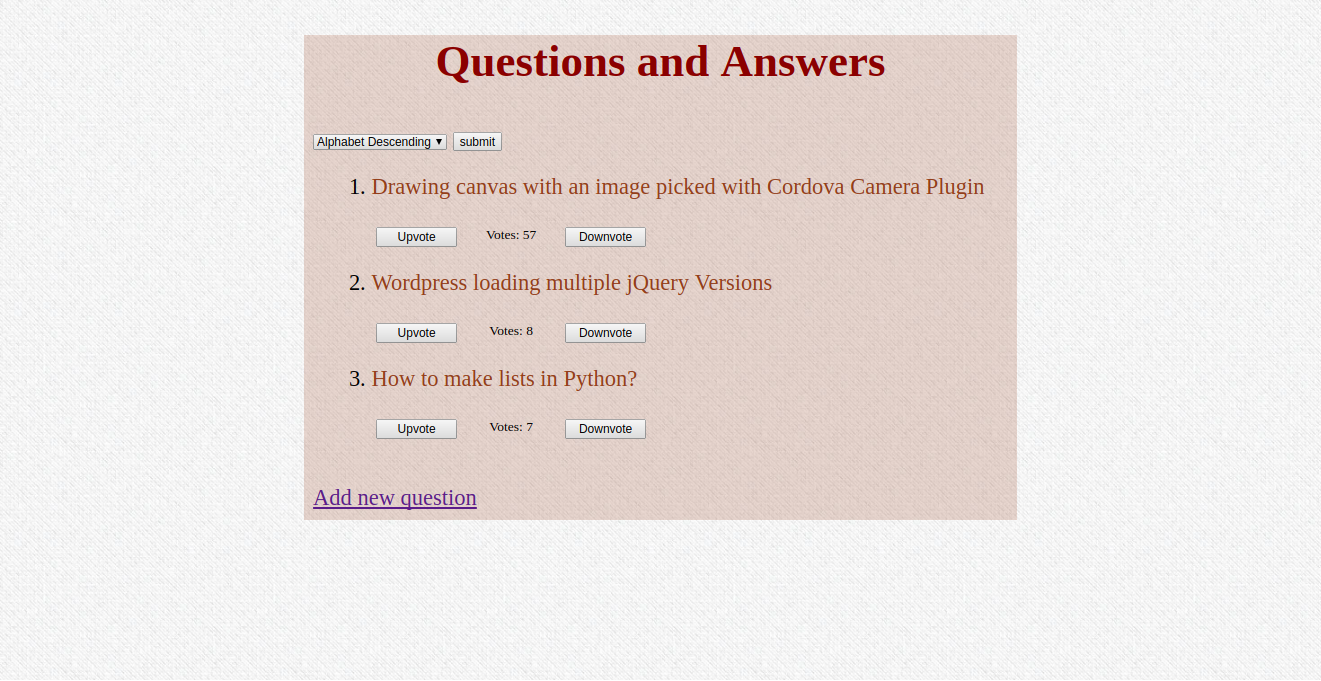 Questions and Answers
Alphabet Descending ▼ submit
1. Drawing canvas with an image picked with Cordova Camera Plugin
Upvote Votes: 57 Downvote
2. Wordpress loading multiple jQuery Versions
Upvote Votes: 8 Downvote
3. How to make lists in Python?
Upvote Votes: 7 Downvote
Add new question